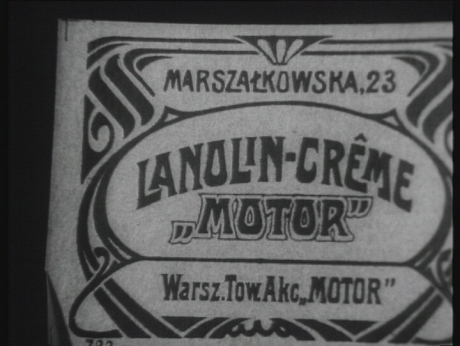 MARSZAŁKOWSKA, 23
LANOLIN-CRÊME
„MOTOR”
Warsz. Tow. Akc. „MOTOR”